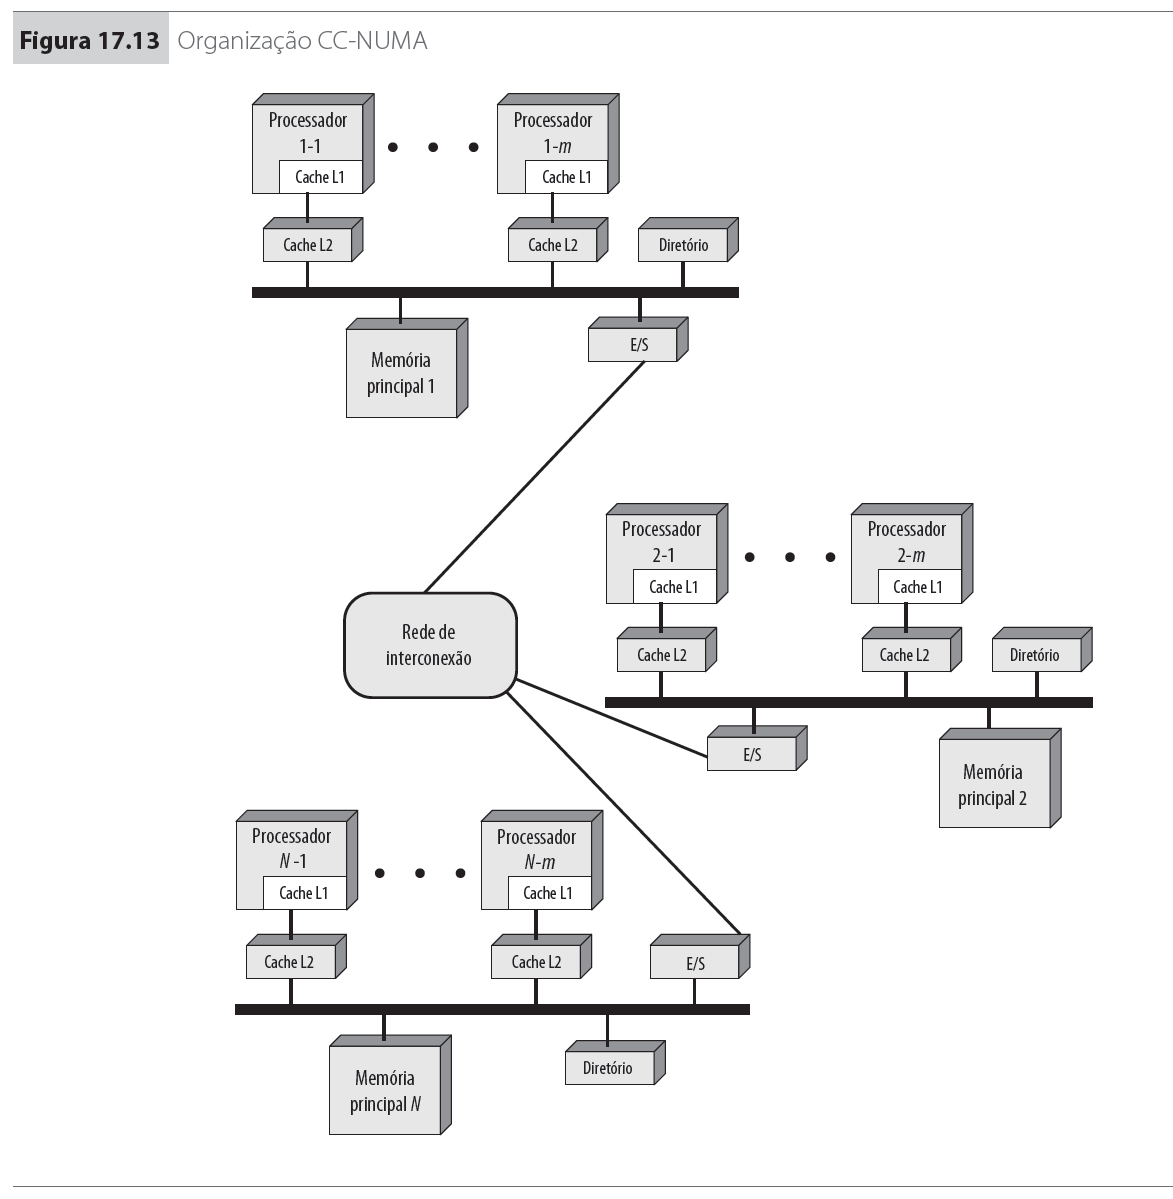 Figura 17.13 Organização CC-NUMA
Processador
1-1
Cache L1
Processador
1-m
Cache L1
Cache L2
Cache L2
Diretório
Memória
principal 1
E/S
Processador
2-1
Cache L1
Processador
2-m
Cache L1
Rede de
interconexão
Cache L2
Cache L2
Diretório
E/S
Memória
principal 2
Processador
N -1
Cache L1
Processador
N-m
Cache L1
Cache L2
Cache L2
E/S
Memória
principal N
Diretório